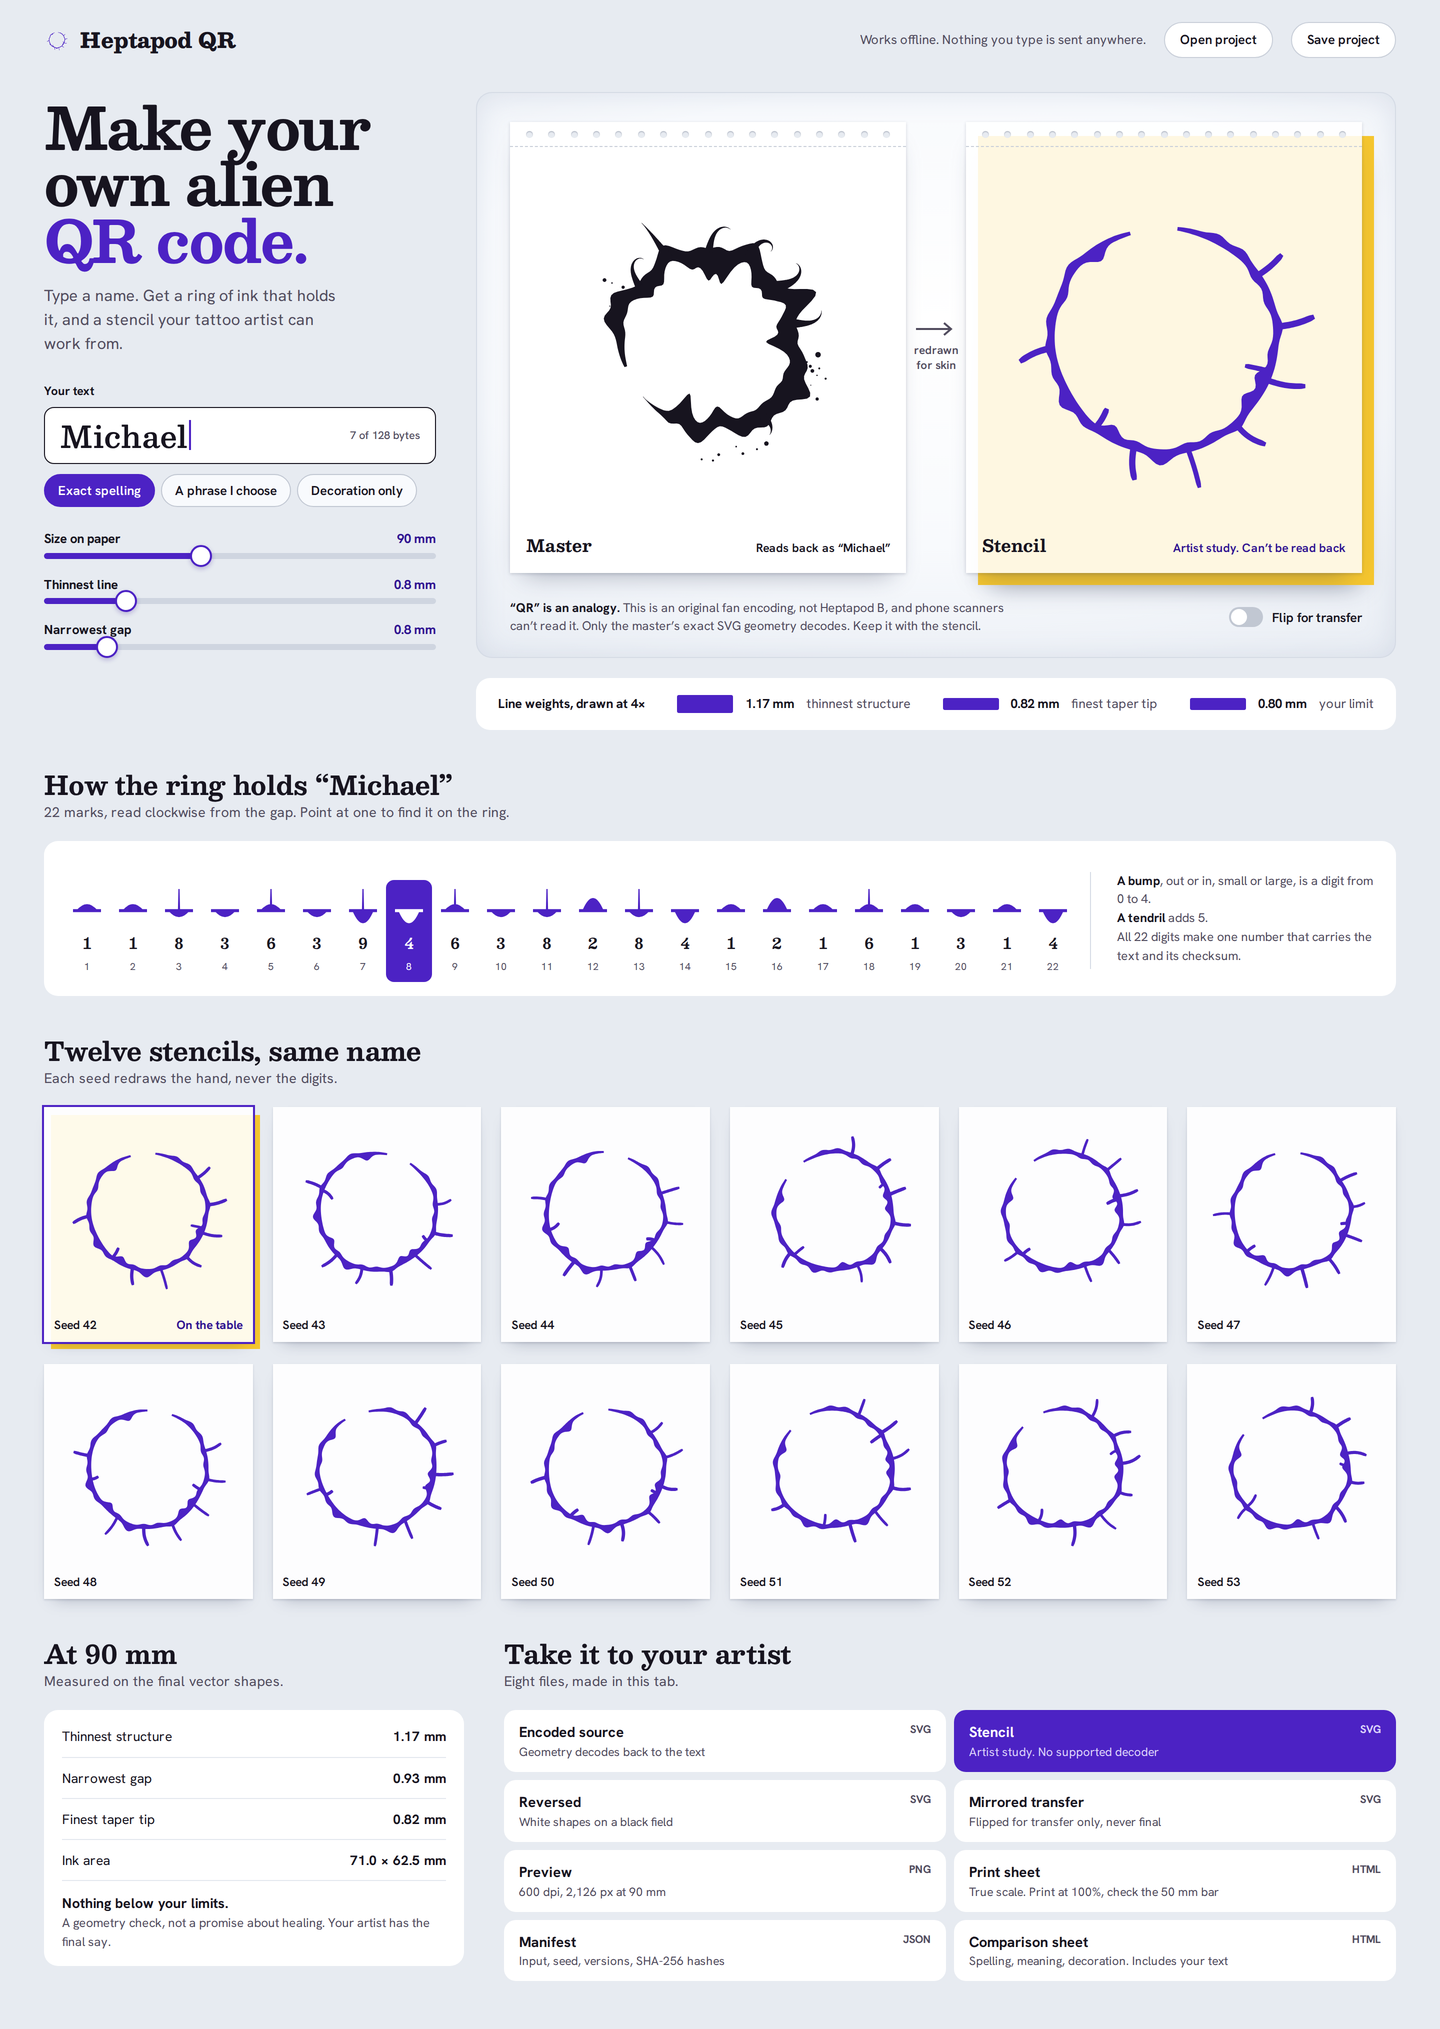 Heptapod QR
Works offline. Nothing you type is sent anywhere.
Open project
Save project
Make your
own alien
QR code.
Type a name. Get a ring of ink that holds
it, and a stencil your tattoo artist can
work from.
Your text
Michael
7 of 128 bytes
Exact spelling
A phrase I choose
Decoration only
Size on paper
90 mm
Thinnest line
0.8 mm
Narrowest gap
0.8 mm
Master
Reads back as “Michael”
redrawn
for skin
Stencil
Artist study. Can’t be read back
“QR” is an analogy. This is an original fan encoding, not Heptapod B, and phone scanners
can’t read it. Only the master’s exact SVG geometry decodes. Keep it with the stencil.
Flip for transfer
Line weights, drawn at 4×
1.17 mm thinnest structure
0.82 mm finest taper tip
0.80 mm your limit
How the ring holds “Michael”
22 marks, read clockwise from the gap. Point at one to find it on the ring.
1 1 8 3 6 3 9 4 6 3 8 2 8 4 1 2 1 6 1 3 1 4
1 2 3 4 5 6 7 8 9 10 11 12 13 14 15 16 17 18 19 20 21 22
A bump, out or in, small or large, is a digit from
0 to 4.
A tendril adds 5.
All 22 digits make one number that carries the
text and its checksum.
Twelve stencils, same name
Each seed redraws the hand, never the digits.
Seed 42
On the table
Seed 43
Seed 44
Seed 45
Seed 46
Seed 47
Seed 48
Seed 49
Seed 50
Seed 51
Seed 52
Seed 53
At 90 mm
Measured on the final vector shapes.
Thinnest structure 1.17 mm
Narrowest gap 0.93 mm
Finest taper tip 0.82 mm
Ink area 71.0 × 62.5 mm
Nothing below your limits.
A geometry check, not a promise about healing. Your artist has the
final say.
Take it to your artist
Eight files, made in this tab.
Encoded source SVG
Geometry decodes back to the text
Stencil SVG
Artist study. No supported decoder
Reversed SVG
White shapes on a black field
Mirrored transfer SVG
Flipped for transfer only, never final
Preview PNG
600 dpi, 2,126 px at 90 mm
Print sheet HTML
True scale. Print at 100%, check the 50 mm bar
Manifest JSON
Input, seed, versions, SHA-256 hashes
Comparison sheet HTML
Spelling, meaning, decoration. Includes your text